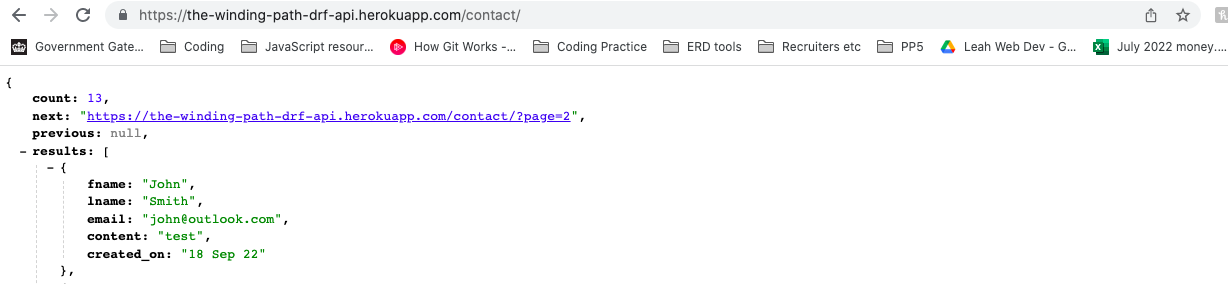 https://the-winding-path-drf-api.herokuapp.com/contact/
Government Gate... Coding JavaScript resour... How Git Works -... Coding Practice ERD tools Recruiters etc PP5 Leah Web Dev - G... July 2022 money....
{
count: 13,
next: "https://the-winding-path-drf-api.herokuapp.com/contact/?page=2",
previous: null,
- results: [
- {
fname: "John",
lname: "Smith",
email: "john@outlook.com",
content: "test",
created_on: "18 Sep 22"
},